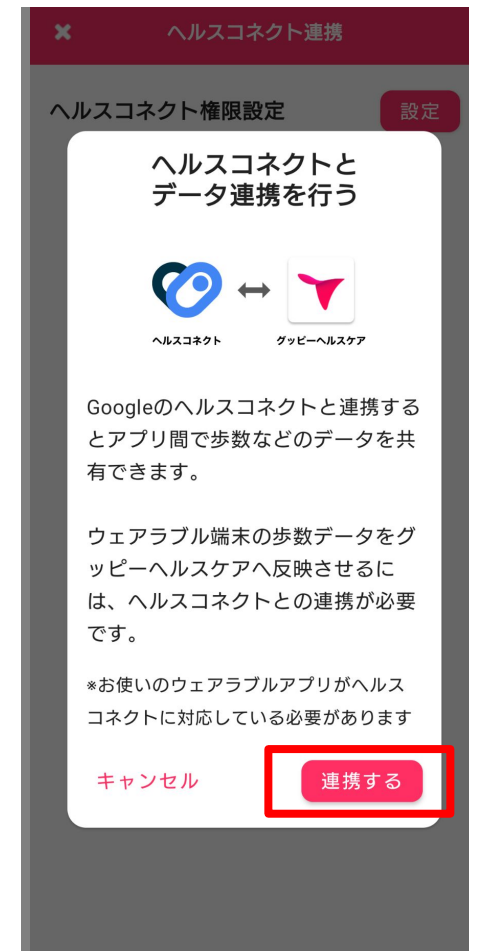 ヘルスコネクト連携
ヘルスコネクト権限設定
設定
ヘルスコネクトと
データ連携を行う
ヘルスコネクト
グッピーヘルスケア
Googleのヘルスコネクトと連携する
とアプリ間で歩数などのデータを共
有できます。
ウェアラブル端末の歩数データをグ
ッピーヘルスケアへ反映させるに
は、ヘルスコネクトとの連携が必要
です。
※お使いのウェアラブルアプリがヘルス
コネクトに対応している必要があります
キャンセル
連携する